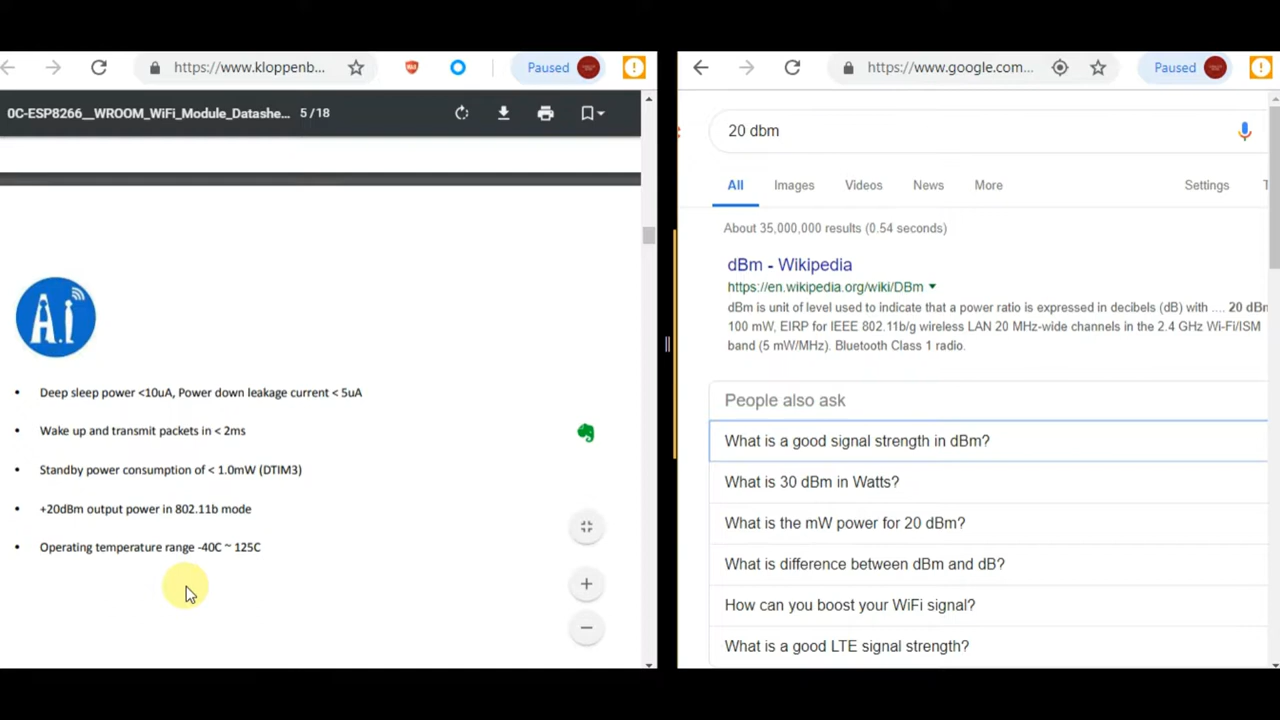 https://www.kloppenb...
Paused
0C-ESP8266__WROOM_WiFi_Module_Datashe...
5 / 18
A.i
• Deep sleep power <10uA, Power down leakage current < 5uA
• Wake up and transmit packets in < 2ms
• Standby power consumption of < 1.0mW (DTIM3)
• +20dBm output power in 802.11b mode
• Operating temperature range -40C ~ 125C
https://www.google.com...
Paused
20 dbm
All Images Videos News More Settings T
About 35,000,000 results (0.54 seconds)
dBm - Wikipedia
https://en.wikipedia.org/wiki/DBm
dBm is unit of level used to indicate that a power ratio is expressed in decibels (dB) with .... 20 dBm
100 mW, EIRP for IEEE 802.11b/g wireless LAN 20 MHz-wide channels in the 2.4 GHz Wi-Fi/ISM
band (5 mW/MHz). Bluetooth Class 1 radio.
People also ask
What is a good signal strength in dBm?
What is 30 dBm in Watts?
What is the mW power for 20 dBm?
What is difference between dBm and dB?
How can you boost your WiFi signal?
What is a good LTE signal strength?